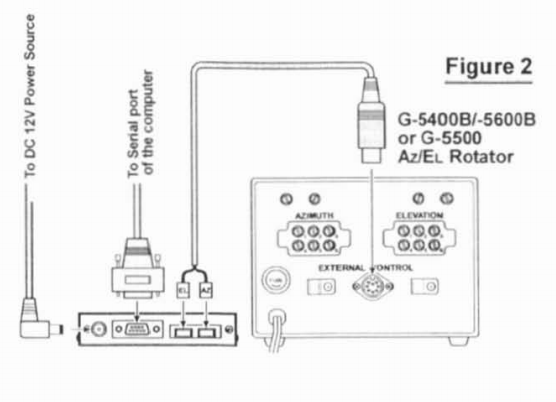 To DC 12V Power Source
To Serial port
of the computer
Figure 2
G-5400B/-5600B
or G-5500
AZ/EL Rotator
AZIMUTH
ELEVATION
EXTERNAL CONTROL
EL
AZ